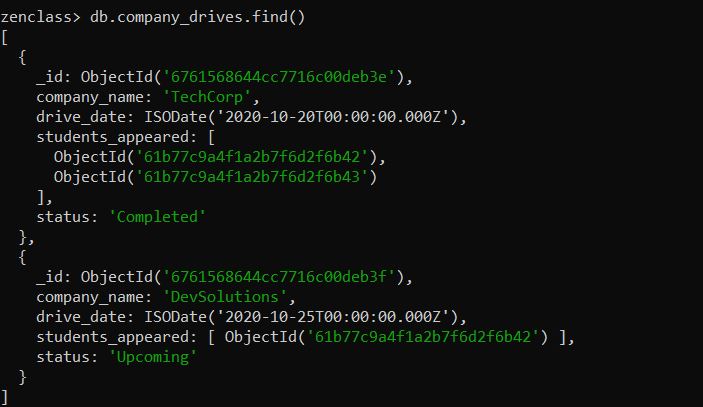 zenclass> db.company_drives.find()
[
  {
    _id: ObjectId('6761568644cc7716c00deb3e'),
    company_name: 'TechCorp',
    drive_date: ISODate('2020-10-20T00:00:00.000Z'),
    students_appeared: [
      ObjectId('61b77c9a4f1a2b7f6d2f6b42'),
      ObjectId('61b77c9a4f1a2b7f6d2f6b43')
    ],
    status: 'Completed'
  },
  {
    _id: ObjectId('6761568644cc7716c00deb3f'),
    company_name: 'DevSolutions',
    drive_date: ISODate('2020-10-25T00:00:00.000Z'),
    students_appeared: [ ObjectId('61b77c9a4f1a2b7f6d2f6b42') ],
    status: 'Upcoming'
  }
]